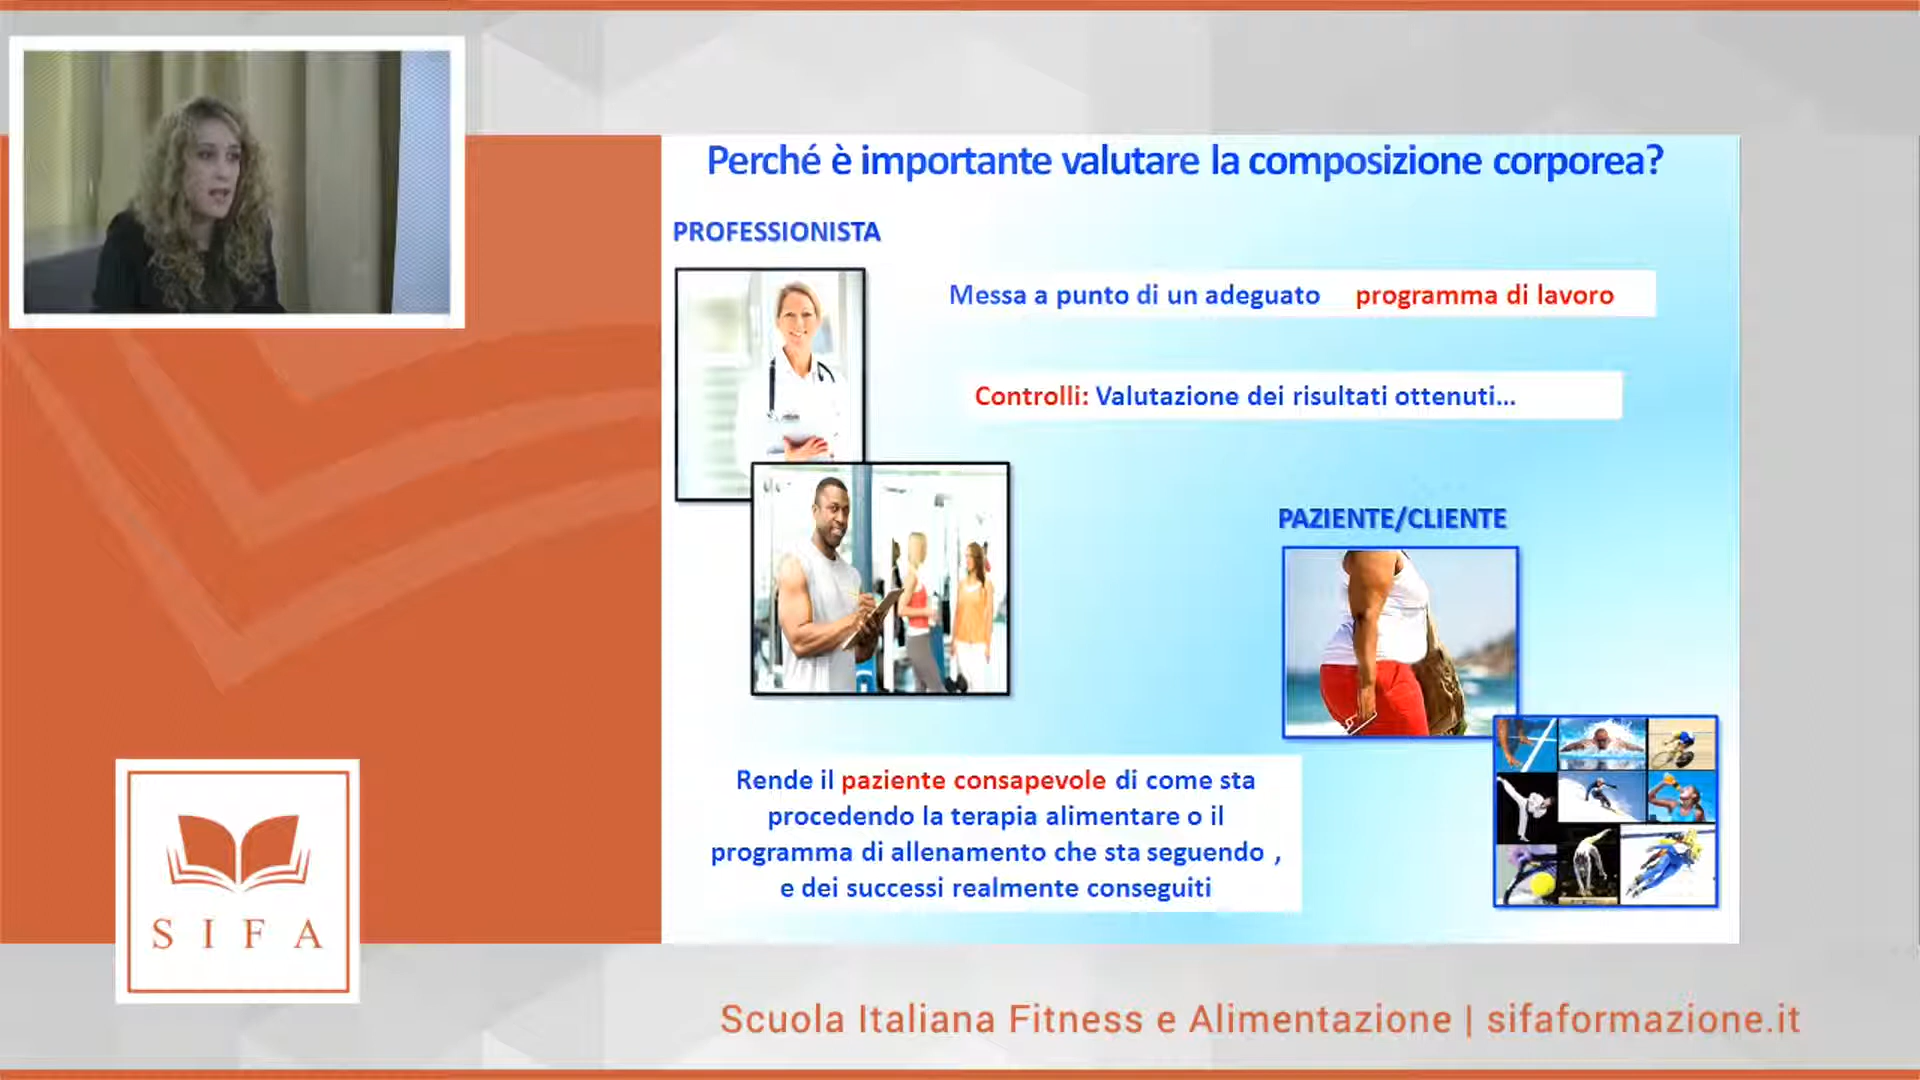 Perché è importante valutare la composizione corporea?
PROFESSIONISTA
Messa a punto di un adeguato programma di lavoro
Controlli: Valutazione dei risultati ottenuti...
PAZIENTE/CLIENTE
Rende il paziente consapevole di come sta
procedendo la terapia alimentare o il
programma di allenamento che sta seguendo ,
e dei successi realmente conseguiti
SIFA
Scuola Italiana Fitness e Alimentazione | sifaformazione.it